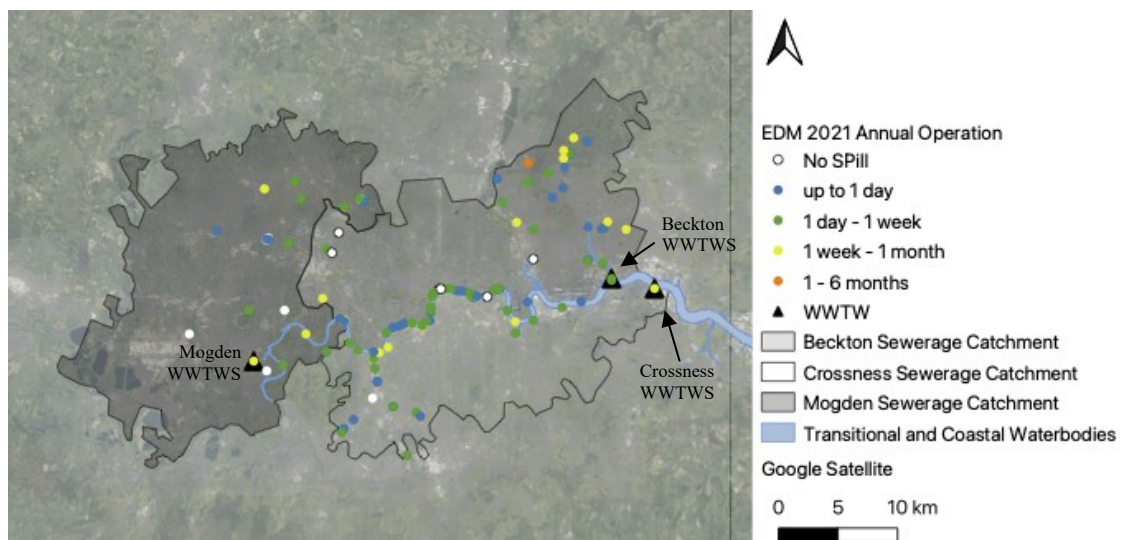 EDM 2021 Annual Operation
No SPill
up to 1 day
1 day - 1 week
1 week - 1 month
1 - 6 months
WWTW
Beckton Sewerage Catchment
Crossness Sewerage Catchment
Mogden Sewerage Catchment
Transitional and Coastal Waterbodies
Google Satellite
0 5 10 km
Beckton
WWTWS
Mogden
WWTWS
Crossness
WWTWS